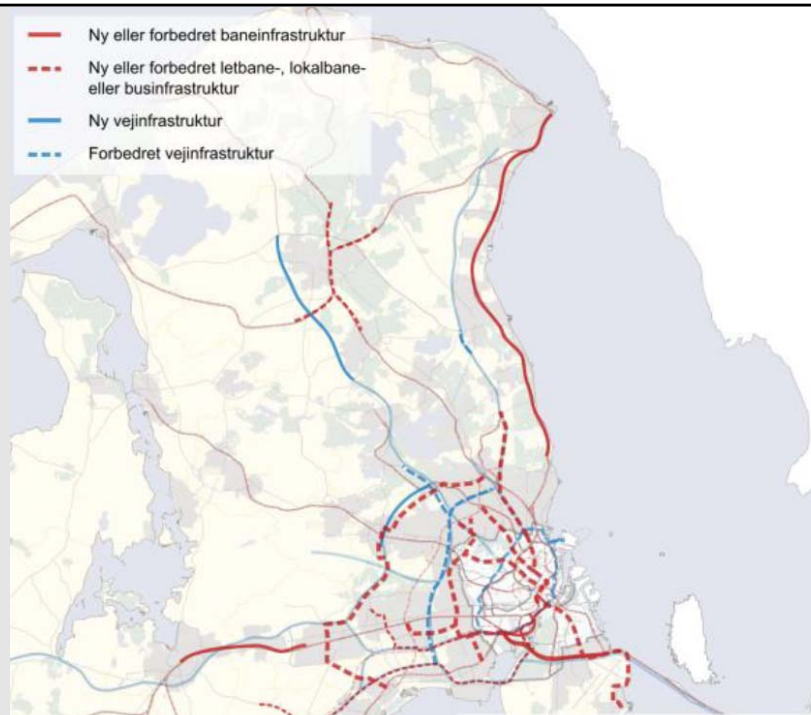 Ny eller forbedret baneinfrastruktur
Ny eller forbedret letbane-, lokalbane-
eller businfrastruktur
Ny vejinfrastruktur
Forbedret vejinfrastruktur